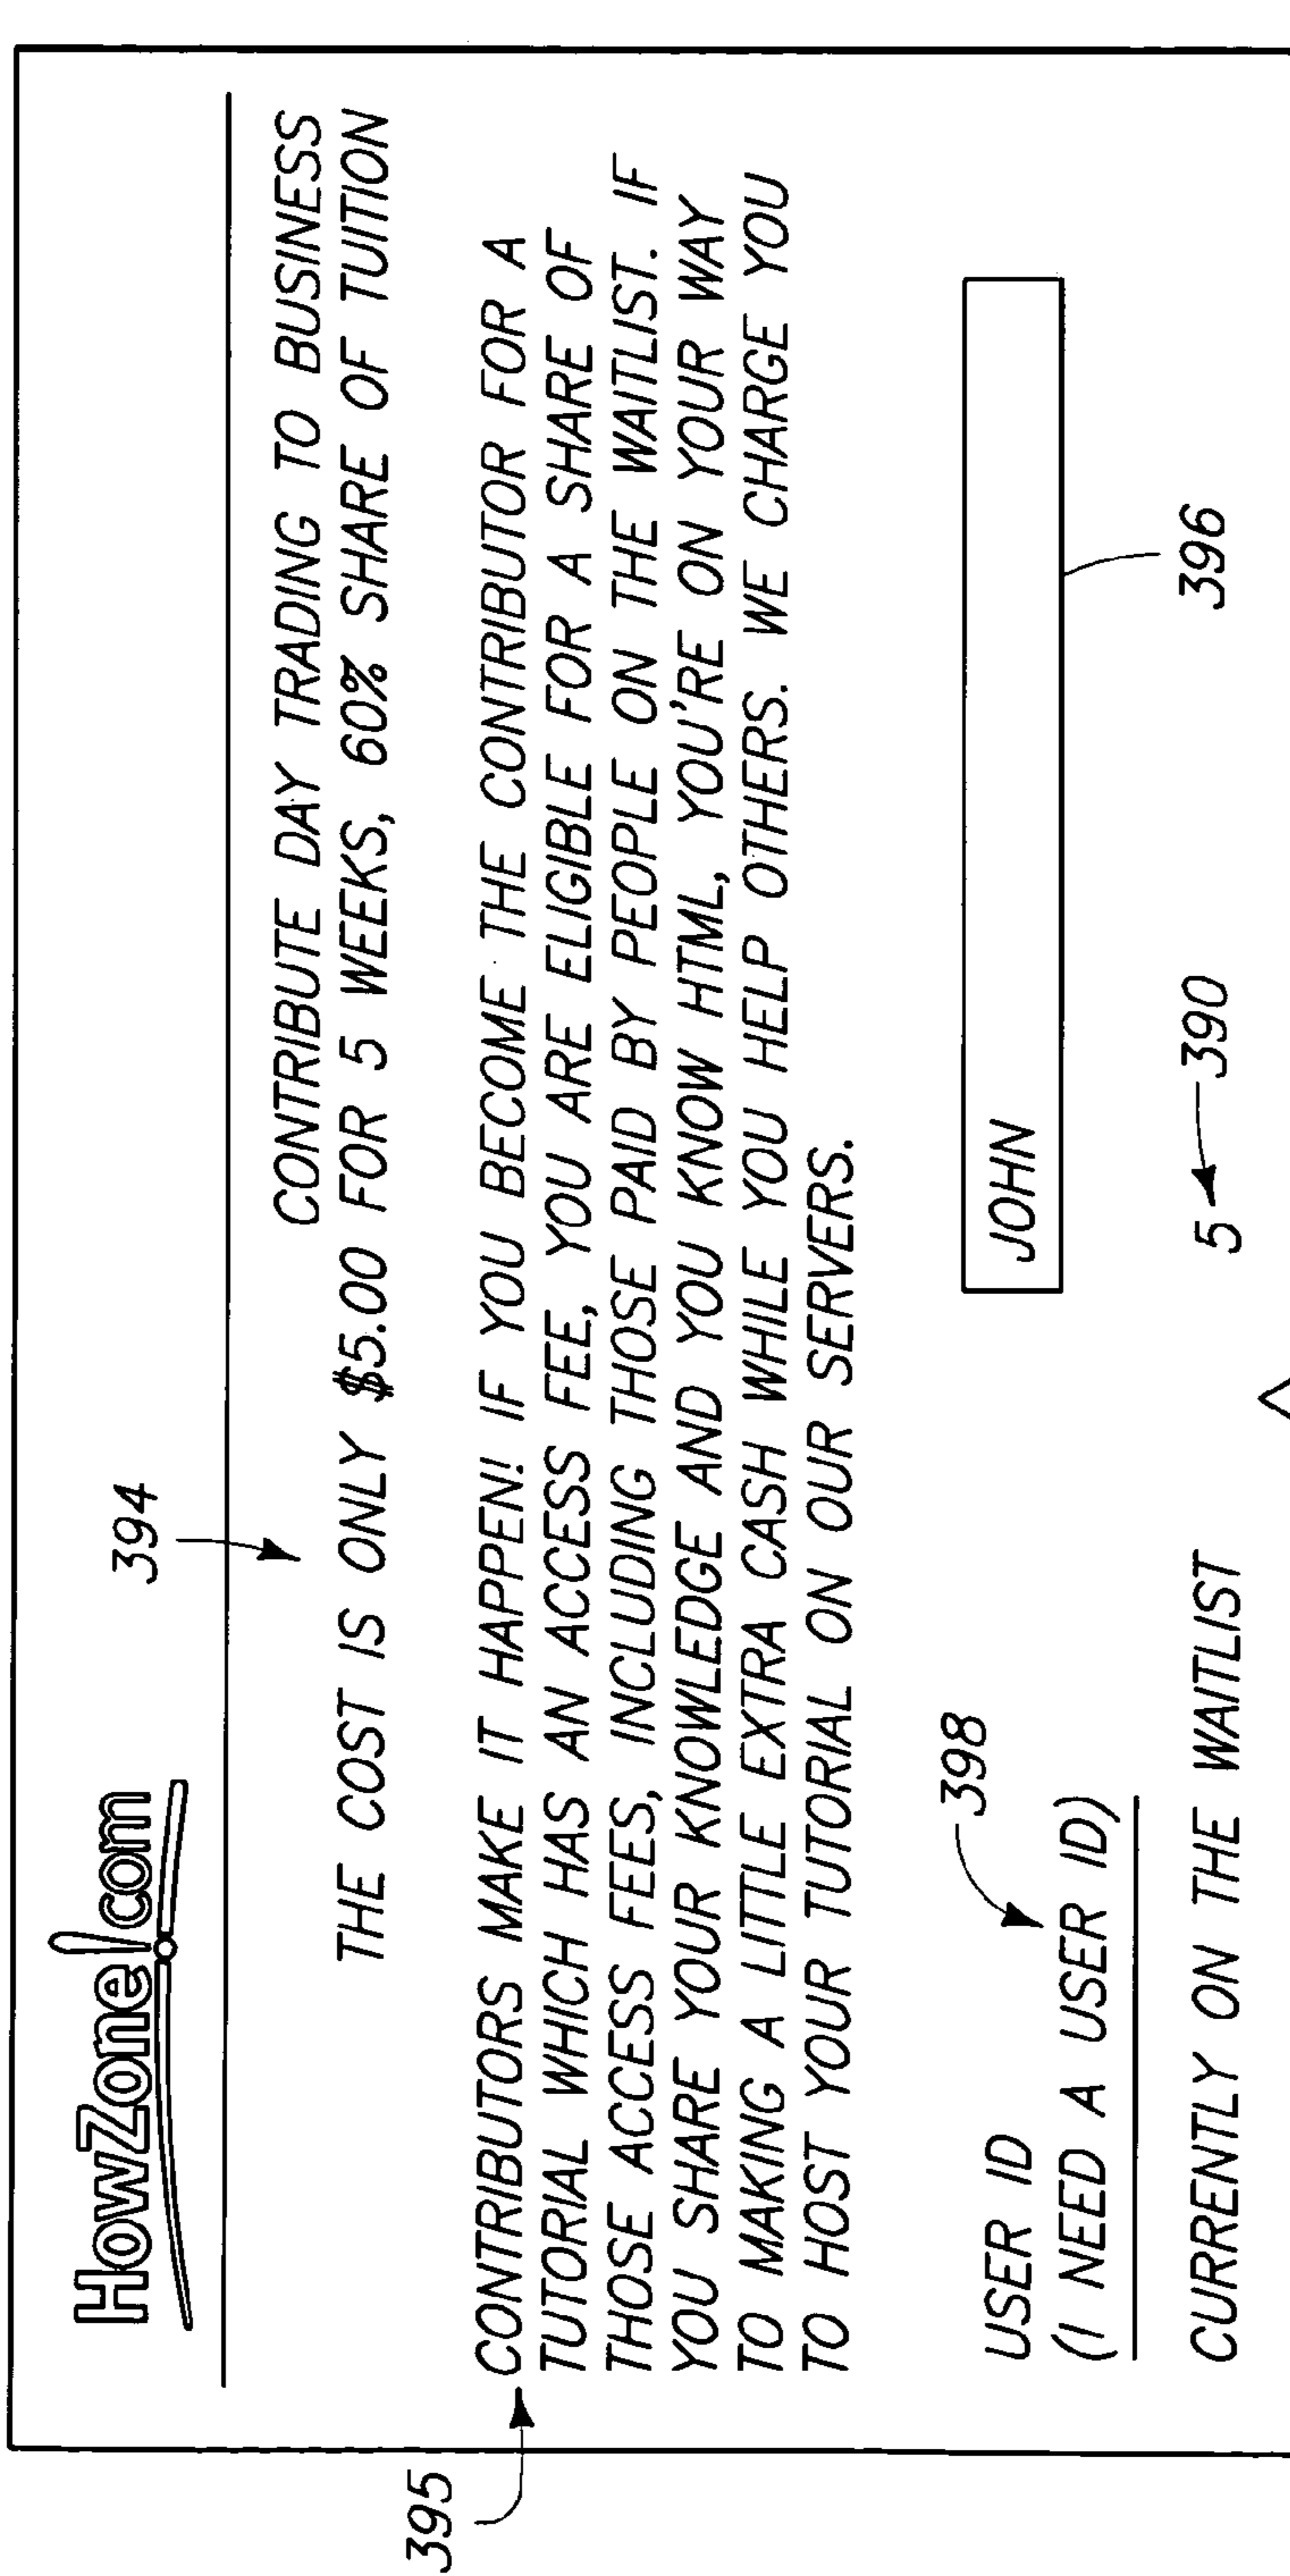 HowZone!com
394
CONTRIBUTE DAY TRADING TO BUSINESS
THE COST IS ONLY $5.00 FOR 5 WEEKS, 60% SHARE OF TUITION
395
CONTRIBUTORS MAKE IT HAPPEN! IF YOU BECOME THE CONTRIBUTOR FOR A
TUTORIAL WHICH HAS AN ACCESS FEE, YOU ARE ELIGIBLE FOR A SHARE OF
THOSE ACCESS FEES, INCLUDING THOSE PAID BY PEOPLE ON THE WAITLIST. IF
YOU SHARE YOUR KNOWLEDGE AND YOU KNOW HTML, YOU'RE ON YOUR WAY
TO MAKING A LITTLE EXTRA CASH WHILE YOU HELP OTHERS. WE CHARGE YOU
TO HOST YOUR TUTORIAL ON OUR SERVERS.
398
USER ID JOHN
(I NEED A USER ID)
396
CURRENTLY ON THE WAITLIST 5 390